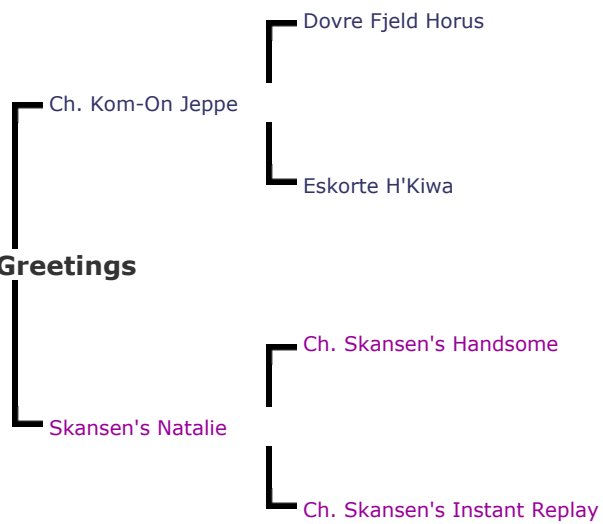 Dovre Fjeld Horus
Ch. Kom-On Jeppe
Eskorte H'Kiwa
Greetings
Ch. Skansen's Handsome
Skansen's Natalie
Ch. Skansen's Instant Replay